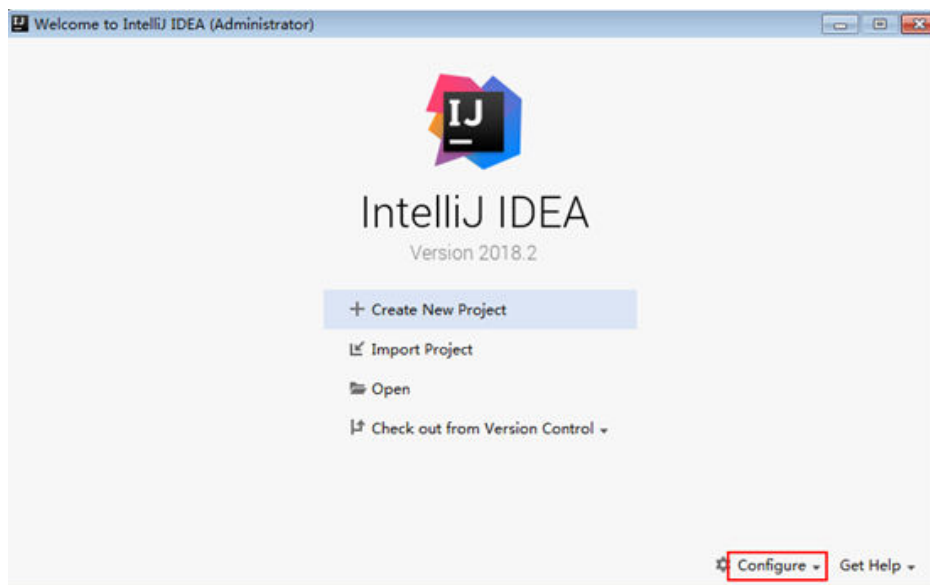 Welcome to IntelliJ IDEA (Administrator)
IJ
IntelliJ IDEA
Version 2018.2
Create New Project
Import Project
Open
Check out from Version Control
Configure Get Help